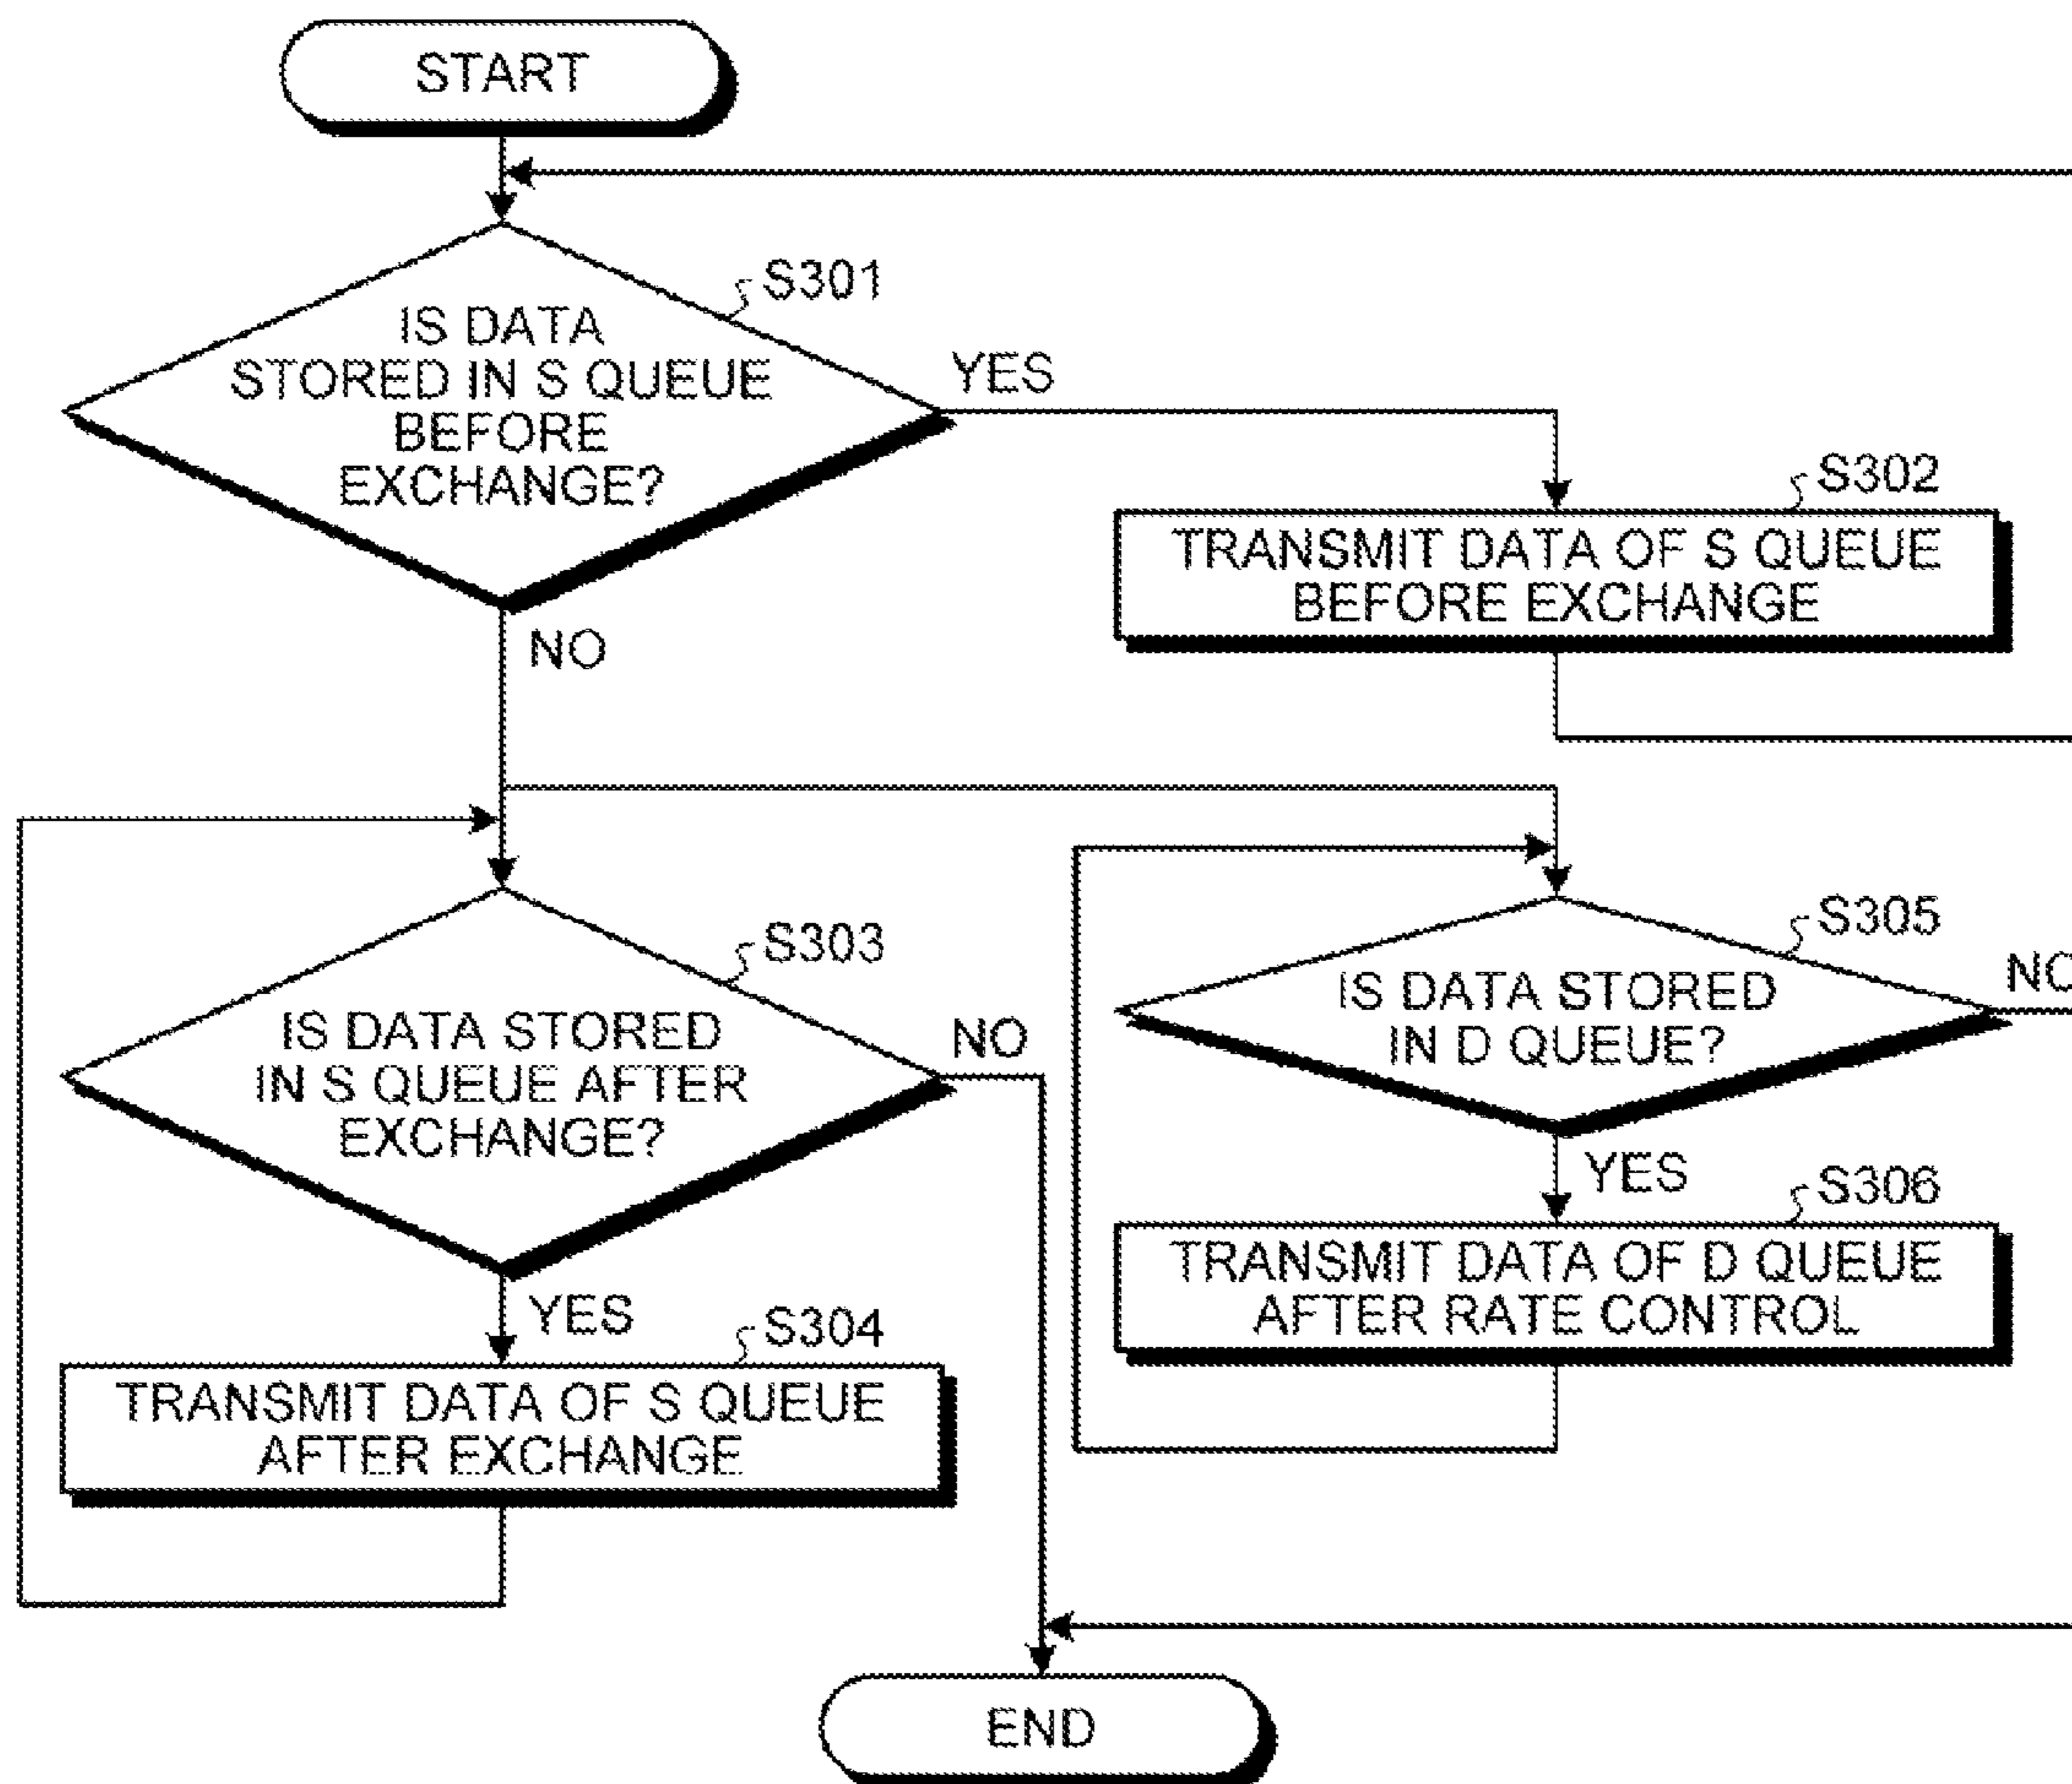 START
S301
IS DATA
STORED IN S QUEUE
BEFORE
EXCHANGE?
YES
NO
S302
TRANSMIT DATA OF S QUEUE
BEFORE EXCHANGE
S303
IS DATA STORED
IN S QUEUE AFTER
EXCHANGE?
NO
YES
S304
TRANSMIT DATA OF S QUEUE
AFTER EXCHANGE
S305
IS DATA STORED
IN D QUEUE?
NO
YES
S306
TRANSMIT DATA OF D QUEUE
AFTER RATE CONTROL
END